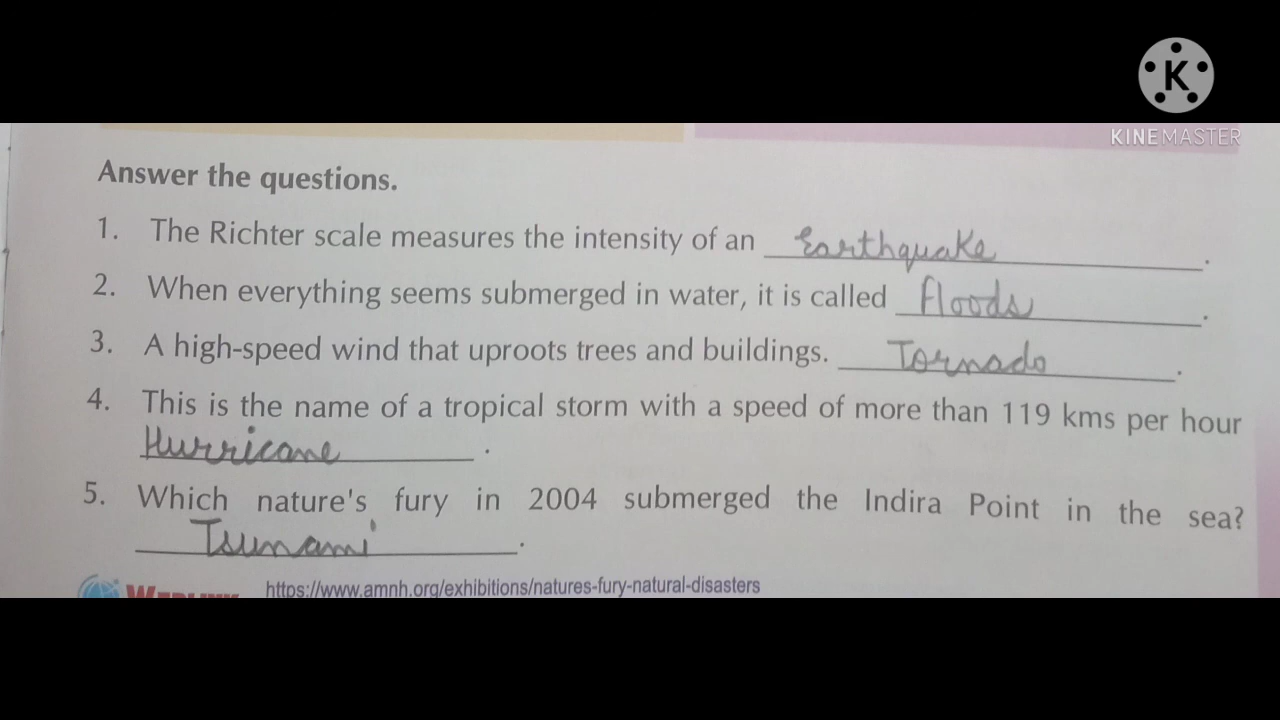 K
KINEMASTER
Answer the questions.
1. The Richter scale measures the intensity of an Earthquake.
2. When everything seems submerged in water, it is called floods.
3. A high-speed wind that uproots trees and buildings. Tornado.
4. This is the name of a tropical storm with a speed of more than 119 kms per hour
Hurricane.
5. Which nature's fury in 2004 submerged the Indira Point in the sea?
Tsunami.
https://www.amnh.org/exhibitions/natures-fury-natural-disasters